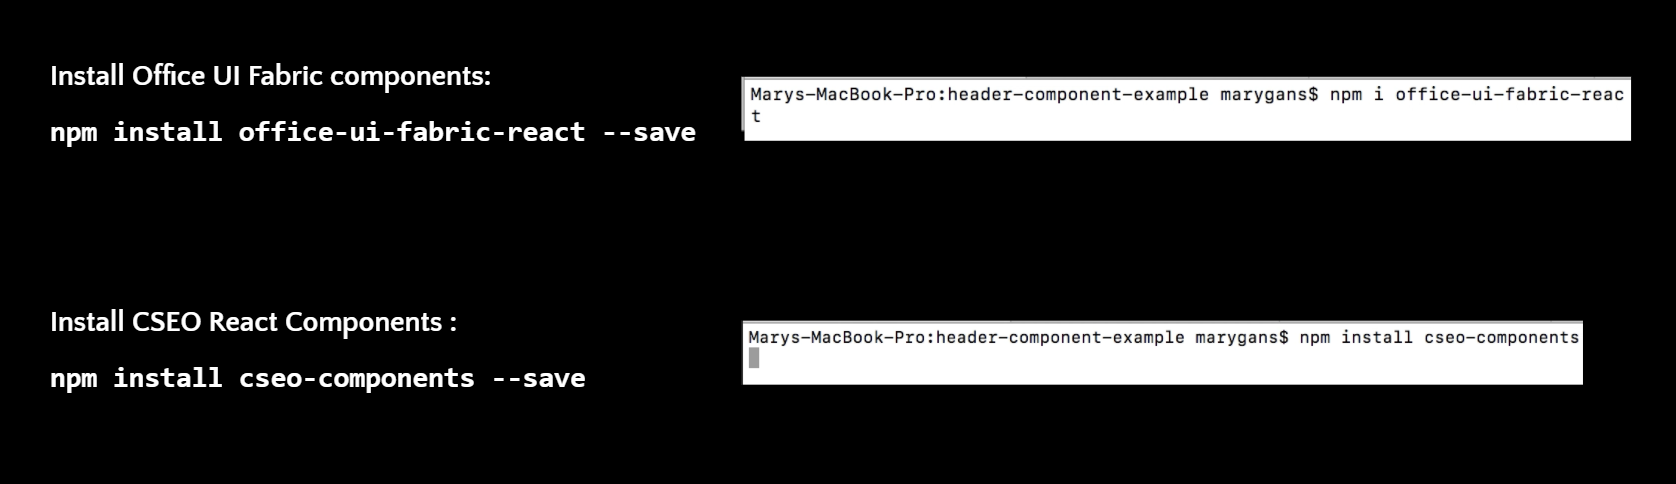 Install Office UI Fabric components:
npm install office-ui-fabric-react --save
Marys-MacBook-Pro:header-component-example marygans$ npm i office-ui-fabric-reac
t
Install CSEO React Components :
npm install cseo-components --save
Marys-MacBook-Pro:header-component-example marygans$ npm install cseo-components